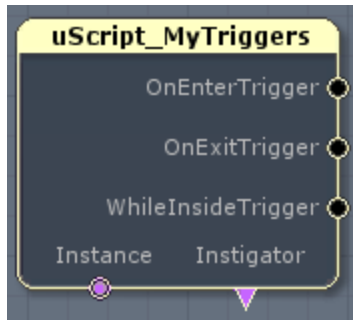 uScript_MyTriggers
OnEnterTrigger
OnExitTrigger
WhileInsideTrigger
Instance Instigator